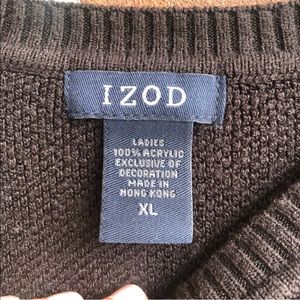 IZOD
LADIES
100% ACRYLIC
EXCLUSIVE OF
DECORATION
MADE IN
HONG KONG
XL